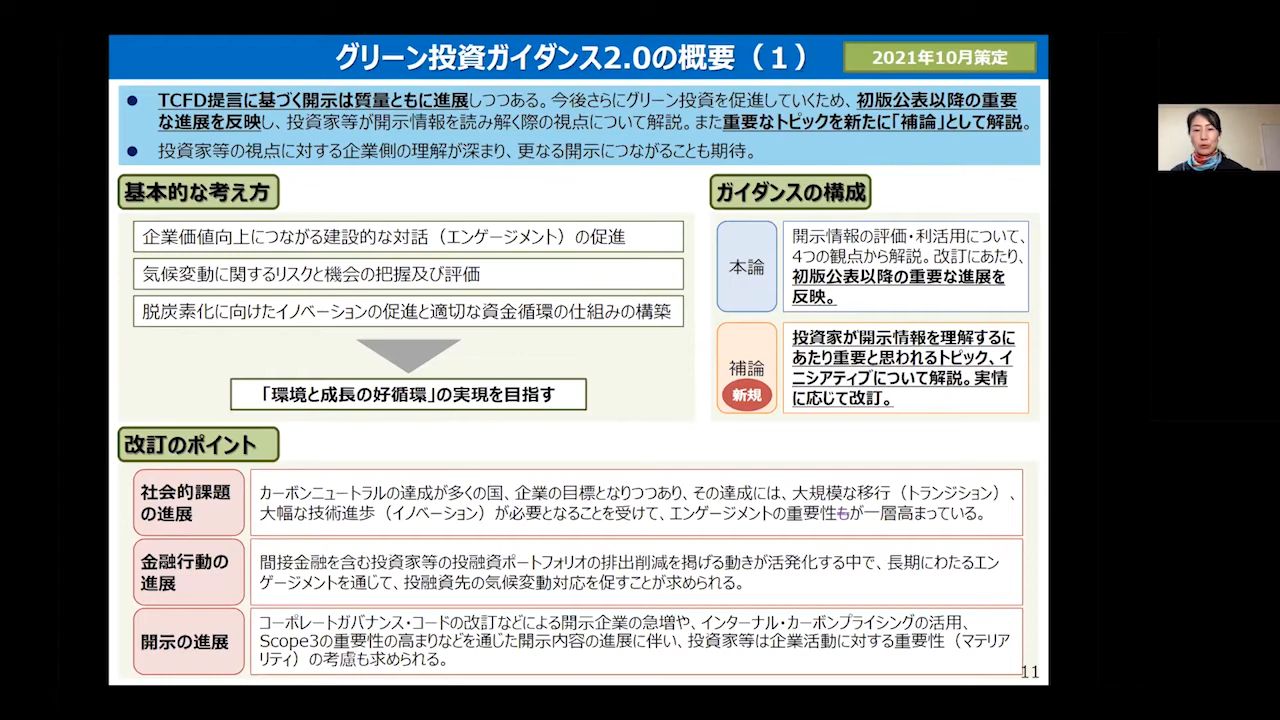 グリーン投資ガイダンス2.0の概要（１）
2021年10月策定
● TCFD提言に基づく開示は質量ともに進展しつつある。今後さらにグリーン投資を促進していくため、初版公表以降の重要
な進展を反映し、投資家等が開示情報を読み解く際の視点について解説。また重要なトピックを新たに「補論」として解説。
● 投資家等の視点に対する企業側の理解が深まり、更なる開示につながることも期待。
基本的な考え方
企業価値向上につながる建設的な対話（エンゲージメント）の促進
気候変動に関するリスクと機会の把握及び評価
脱炭素化に向けたイノベーションの促進と適切な資金循環の仕組みの構築
「環境と成長の好循環」の実現を目指す
ガイダンスの構成
本論
開示情報の評価・利活用について、
4つの観点から解説。改訂にあたり、
初版公表以降の重要な進展を
反映。
補論
新規
投資家が開示情報を理解するに
あたり重要と思われるトピック、イ
ニシアティブについて解説。実情
に応じて改訂。
改訂のポイント
社会的課題
の進展
カーボンニュートラルの達成が多くの国、企業の目標となりつつあり、その達成には、大規模な移行（トランジション）、
大幅な技術進歩（イノベーション）が必要となることを受けて、エンゲージメントの重要性もが一層高まっている。
金融行動の
進展
間接金融を含む投資家等の投融資ポートフォリオの排出削減を掲げる動きが活発化する中で、長期にわたるエン
ゲージメントを通じて、投融資先の気候変動対応を促すことが求められる。
開示の進展
コーポレートガバナンス・コードの改訂などによる開示企業の急増や、インターナル・カーボンプライシングの活用、
Scope3の重要性の高まりなどを通じた開示内容の進展に伴い、投資家等は企業活動に対する重要性（マテリア
リティ）の考慮も求められる。
11